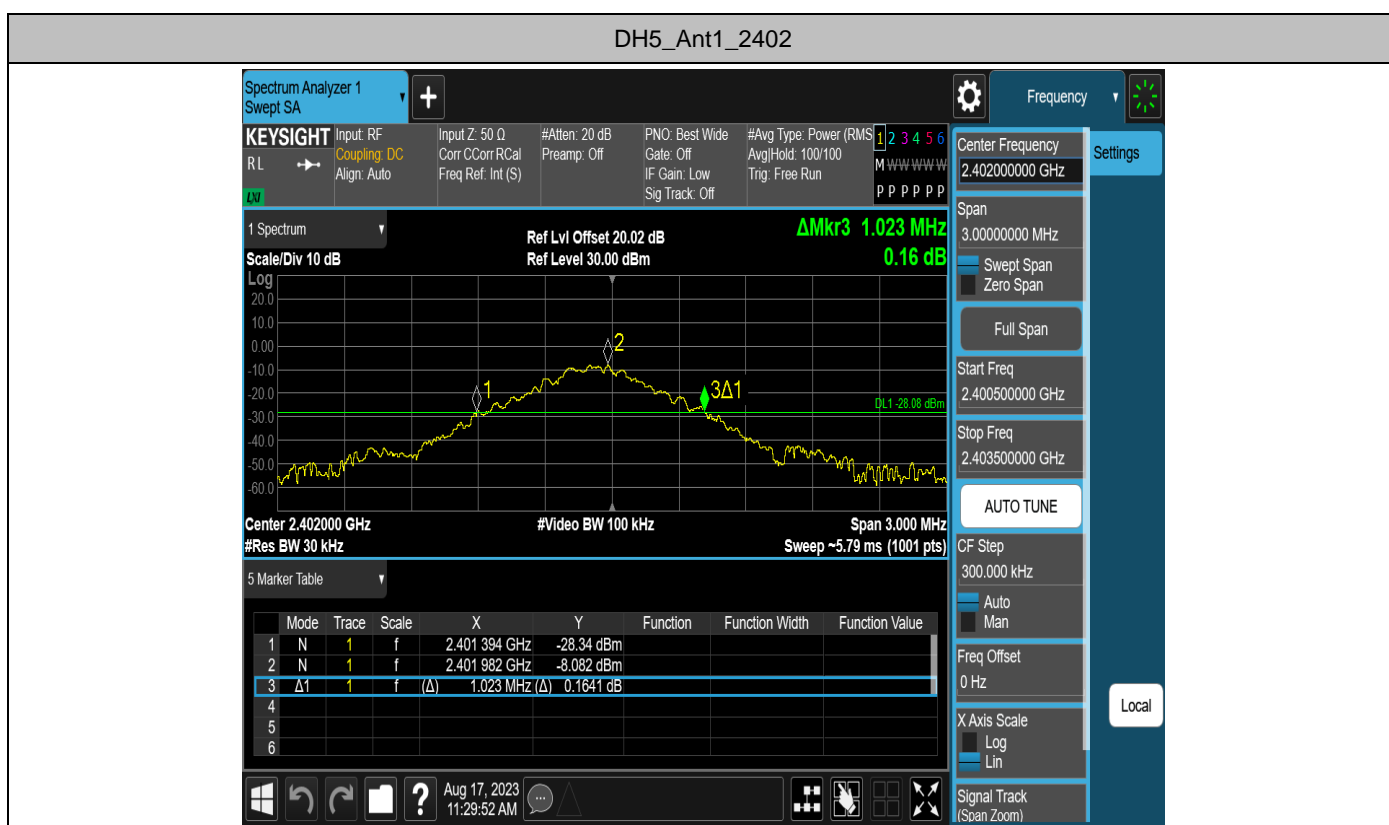 DH5_Ant1_2402
Spectrum Analyzer 1
Swept SA
+
Frequency
KEYSIGHT
R L
LXI
Input: RF
Coupling: DC
Align: Auto
Input Z: 50 Ω
Corr CCorr RCal
Freq Ref: Int (S)
#Atten: 20 dB
Preamp: Off
PNO: Best Wide
Gate: Off
IF Gain: Low
Sig Track: Off
#Avg Type: Power (RMS
Avg|Hold: 100/100
Trig: Free Run
1 2 3 4 5 6
M W W W W W
P P P P P P
1 Spectrum
Scale/Div 10 dB
Ref Lvl Offset 20.02 dB
Ref Level 30.00 dBm
ΔMkr3 1.023 MHz
0.16 dB
Log
20.0
10.0
0.00
-10.0
-20.0
-30.0
-40.0
-50.0
-60.0
1
2
3Δ1
DL1 -28.08 dBm
Center 2.402000 GHz
#Video BW 100 kHz
Span 3.000 MHz
#Res BW 30 kHz
Sweep ~5.79 ms (1001 pts)
5 Marker Table
Mode Trace Scale X Y Function Function Width Function Value
1 N 1 f 2.401 394 GHz -28.34 dBm
2 N 1 f 2.401 982 GHz -8.082 dBm
3 Δ1 1 f (Δ) 1.023 MHz (Δ) 0.1641 dB
4
5
6
?
Aug 17, 2023
11:29:52 AM
Center Frequency
2.402000000 GHz
Settings
Span
3.00000000 MHz
Swept Span
Zero Span
Full Span
Start Freq
2.400500000 GHz
Stop Freq
2.403500000 GHz
AUTO TUNE
CF Step
300.000 kHz
Auto
Man
Freq Offset
0 Hz
X Axis Scale
Log
Lin
Signal Track
(Span Zoom)
Local